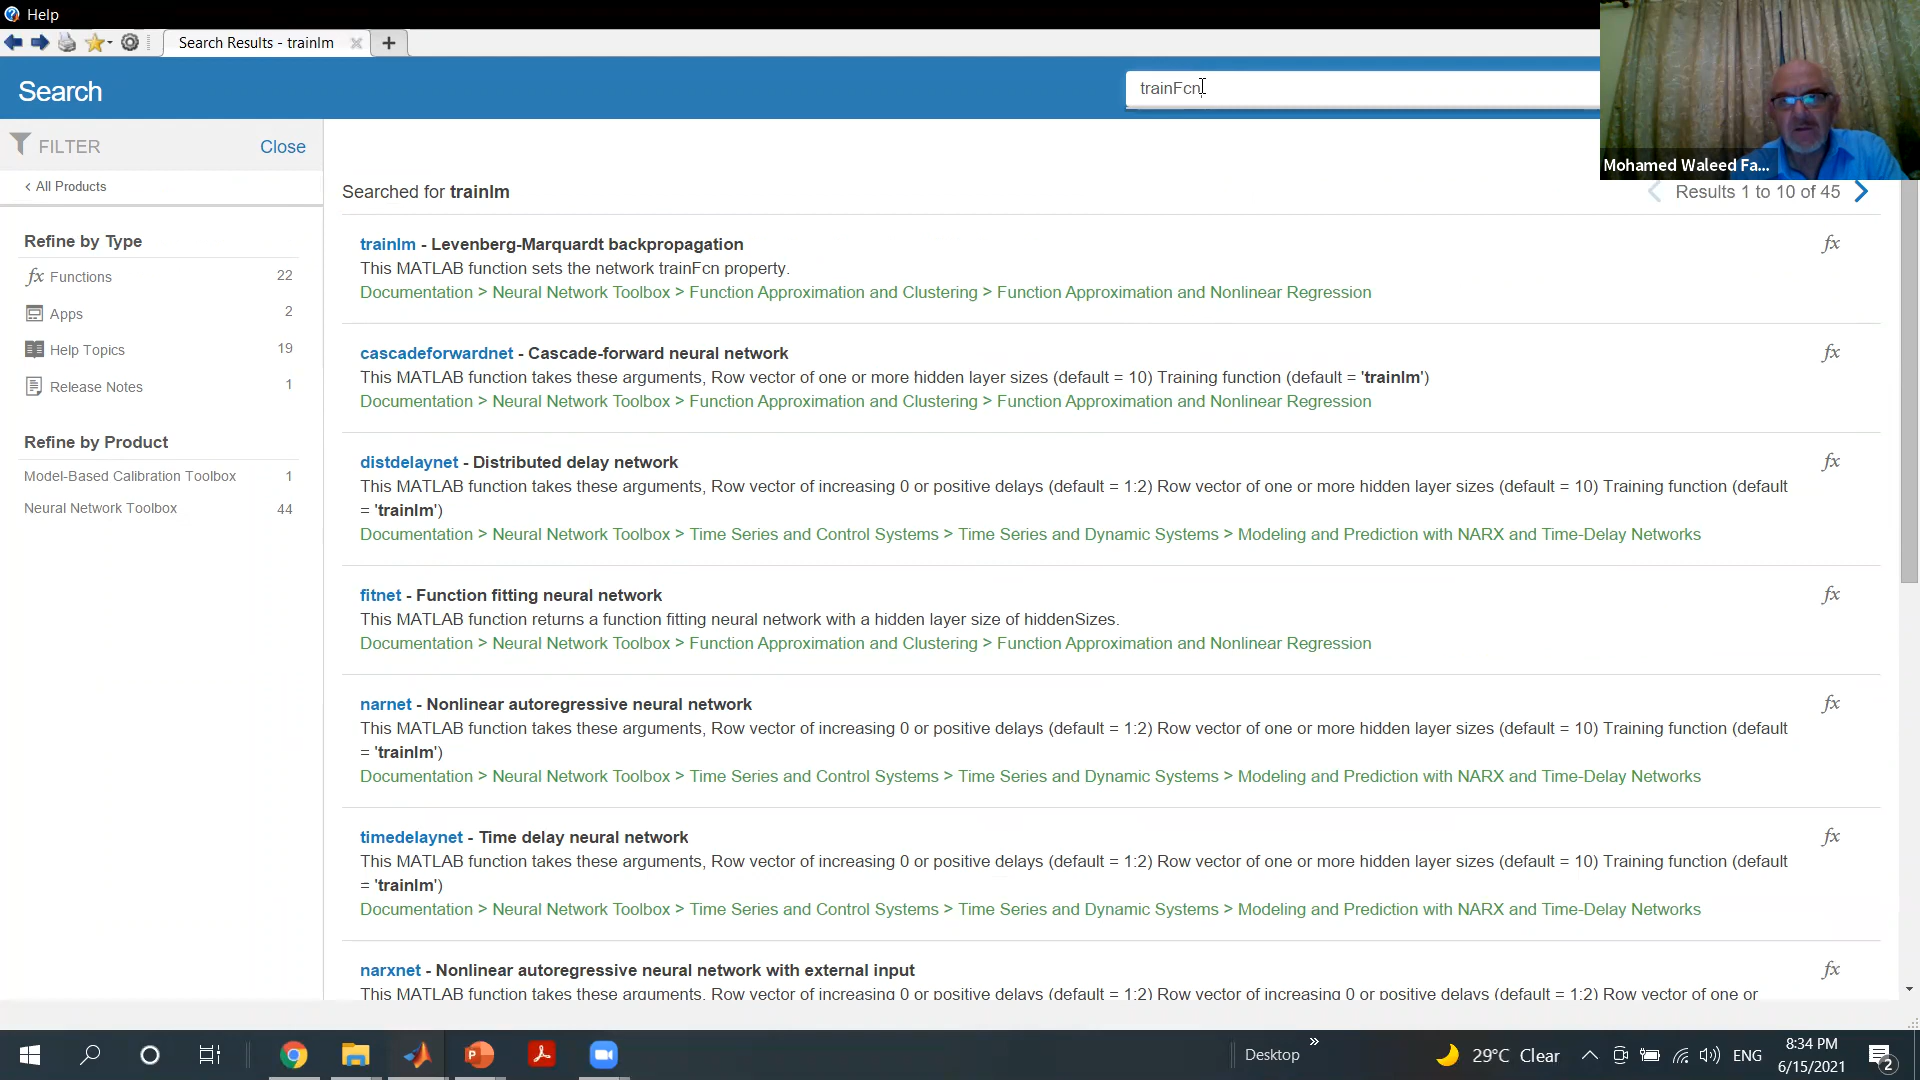 Help
Search Results - trainlm
Search
trainFcn
Mohamed Waleed Fa...
FILTER
Close
< All Products
Searched for trainlm
Results 1 to 10 of 45
Refine by Type
fx Functions 22
Apps 2
Help Topics 19
Release Notes 1
Refine by Product
Model-Based Calibration Toolbox 1
Neural Network Toolbox 44
trainlm - Levenberg-Marquardt backpropagation
fx
This MATLAB function sets the network trainFcn property.
Documentation > Neural Network Toolbox > Function Approximation and Clustering > Function Approximation and Nonlinear Regression
cascadeforwardnet - Cascade-forward neural network
fx
This MATLAB function takes these arguments, Row vector of one or more hidden layer sizes (default = 10) Training function (default = 'trainlm')
Documentation > Neural Network Toolbox > Function Approximation and Clustering > Function Approximation and Nonlinear Regression
distdelaynet - Distributed delay network
fx
This MATLAB function takes these arguments, Row vector of increasing 0 or positive delays (default = 1:2) Row vector of one or more hidden layer sizes (default = 10) Training function (default
= 'trainlm')
Documentation > Neural Network Toolbox > Time Series and Control Systems > Time Series and Dynamic Systems > Modeling and Prediction with NARX and Time-Delay Networks
fitnet - Function fitting neural network
fx
This MATLAB function returns a function fitting neural network with a hidden layer size of hiddenSizes.
Documentation > Neural Network Toolbox > Function Approximation and Clustering > Function Approximation and Nonlinear Regression
narnet - Nonlinear autoregressive neural network
fx
This MATLAB function takes these arguments, Row vector of increasing 0 or positive delays (default = 1:2) Row vector of one or more hidden layer sizes (default = 10) Training function (default
= 'trainlm')
Documentation > Neural Network Toolbox > Time Series and Control Systems > Time Series and Dynamic Systems > Modeling and Prediction with NARX and Time-Delay Networks
timedelaynet - Time delay neural network
fx
This MATLAB function takes these arguments, Row vector of increasing 0 or positive delays (default = 1:2) Row vector of one or more hidden layer sizes (default = 10) Training function (default
= 'trainlm')
Documentation > Neural Network Toolbox > Time Series and Control Systems > Time Series and Dynamic Systems > Modeling and Prediction with NARX and Time-Delay Networks
narxnet - Nonlinear autoregressive neural network with external input
fx
This MATLAB function takes these arguments, Row vector of increasing 0 or positive delays (default = 1:2) Row vector of increasing 0 or positive delays (default = 1:2) Row vector of one or
Desktop
29°C Clear
ENG
8:34 PM
6/15/2021
2